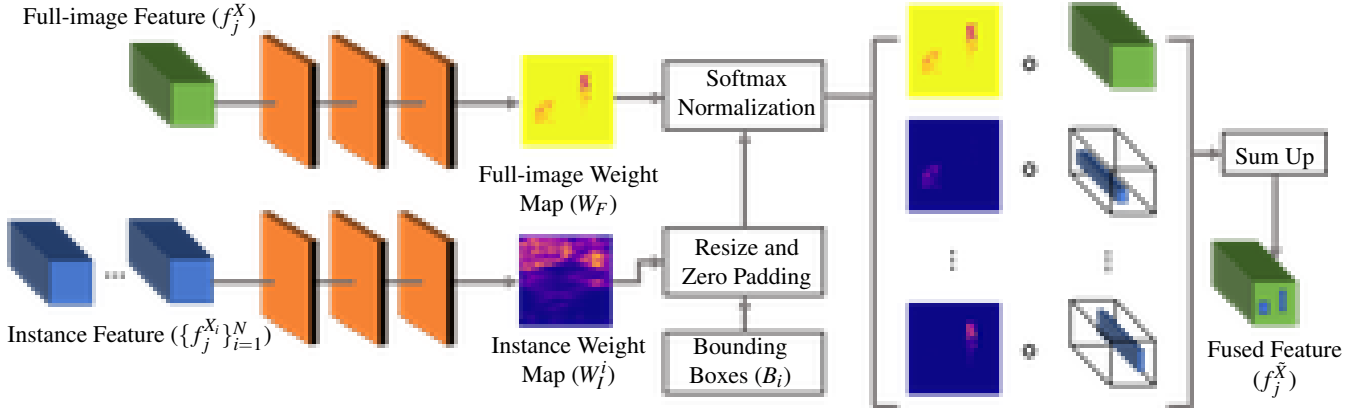 Full-image Feature (f_j^X)
Softmax
Normalization
Full-image Weight
Map (W_F)
Sum Up
Resize and
Zero Padding
...
Instance Feature ({f_j^{X_i}}_{i=1}^N)
Instance Weight
Map (W_I^i)
Bounding
Boxes (B_i)
Fused Feature
(f_j^{X̃})